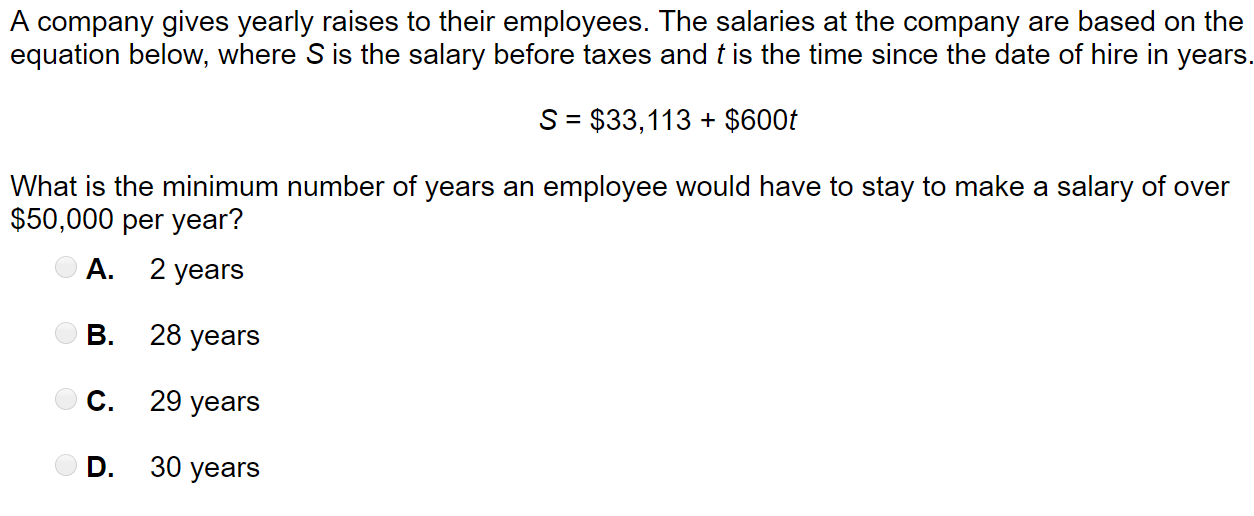 A company gives yearly raises to their employees. The salaries at the company are based on the
equation below, where S is the salary before taxes and t is the time since the date of hire in years.
S = $33,113 + $600t
What is the minimum number of years an employee would have to stay to make a salary of over
$50,000 per year?
A. 2 years
B. 28 years
C. 29 years
D. 30 years